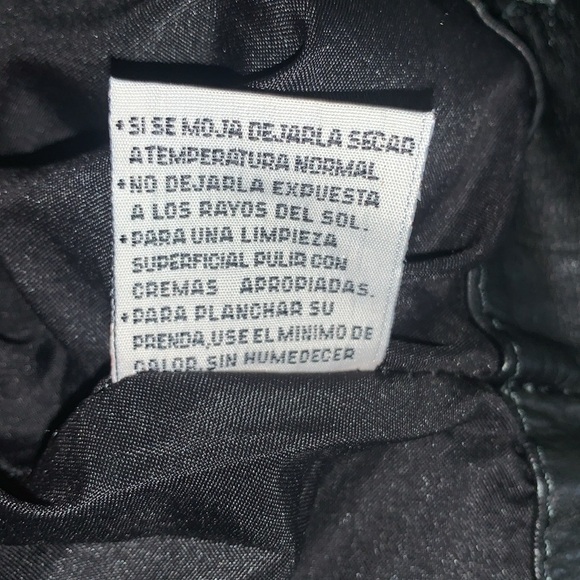 • SI SE MOJA DEJARLA SECAR
A TEMPERATURA NORMAL
• NO DEJARLA EXPUESTA
A LOS RAYOS DEL SOL.
• PARA UNA LIMPIEZA
SUPERFICIAL PULIR CON
CREMAS APROPIADAS.
• PARA PLANCHAR SU
PRENDA, USE EL MINIMO DE
CALOR, SIN HUMEDECER